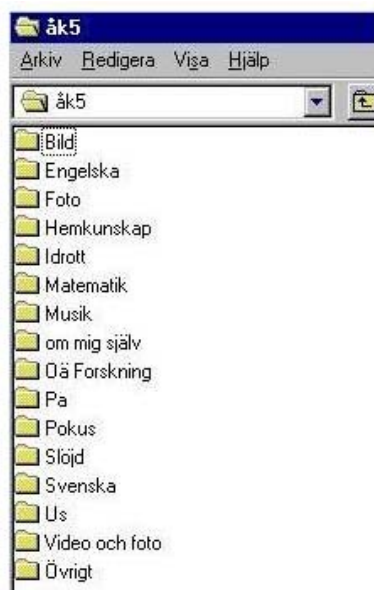 åk5
Arkiv Redigera Visa Hjälp
åk5
Bild
Engelska
Foto
Hemkunskap
Idrott
Matematik
Musik
om mig själv
Oä Forskning
Pa
Pokus
Slöjd
Svenska
Us
Video och foto
Övrigt